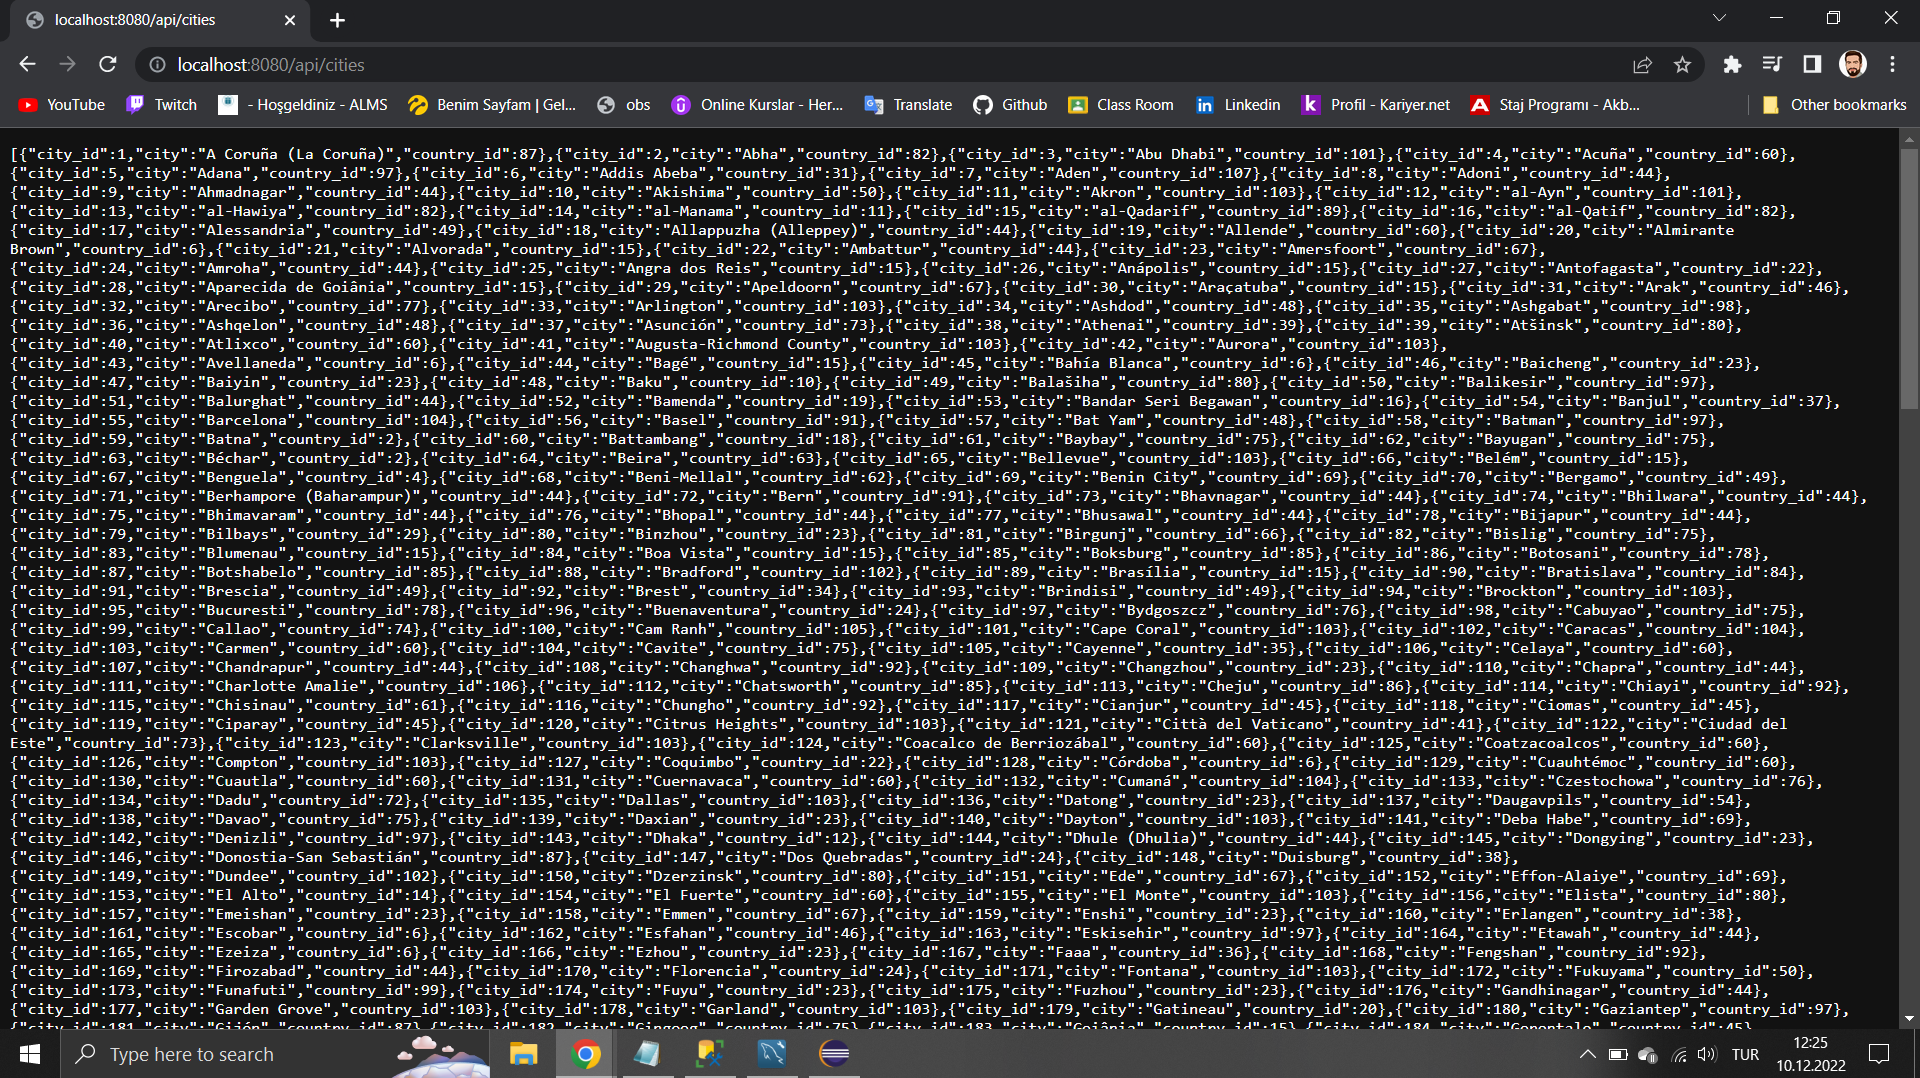 localhost:8080/api/cities
localhost:8080/api/cities
YouTube Twitch - Hoşgeldiniz - ALMS Benim Sayfam | Gel... obs Online Kurslar - Her... Translate Github Class Room Linkedin Profil - Kariyer.net Staj Programı - Akb... Other bookmarks
[{"city_id":1,"city":"A Coruña (La Coruña)","country_id":87},{"city_id":2,"city":"Abha","country_id":82},{"city_id":3,"city":"Abu Dhabi","country_id":101},{"city_id":4,"city":"Acuña","country_id":60},
{"city_id":5,"city":"Adana","country_id":97},{"city_id":6,"city":"Addis Abeba","country_id":31},{"city_id":7,"city":"Aden","country_id":107},{"city_id":8,"city":"Adoni","country_id":44},
{"city_id":9,"city":"Ahmadnagar","country_id":44},{"city_id":10,"city":"Akishima","country_id":50},{"city_id":11,"city":"Akron","country_id":103},{"city_id":12,"city":"al-Ayn","country_id":101},
{"city_id":13,"city":"al-Hawiya","country_id":82},{"city_id":14,"city":"al-Manama","country_id":11},{"city_id":15,"city":"al-Qadarif","country_id":89},{"city_id":16,"city":"al-Qatif","country_id":82},
{"city_id":17,"city":"Alessandria","country_id":49},{"city_id":18,"city":"Allappuzha (Alleppey)","country_id":44},{"city_id":19,"city":"Allende","country_id":60},{"city_id":20,"city":"Almirante
Brown","country_id":6},{"city_id":21,"city":"Alvorada","country_id":15},{"city_id":22,"city":"Ambattur","country_id":44},{"city_id":23,"city":"Amersfoort","country_id":67},
{"city_id":24,"city":"Amroha","country_id":44},{"city_id":25,"city":"Angra dos Reis","country_id":15},{"city_id":26,"city":"Anápolis","country_id":15},{"city_id":27,"city":"Antofagasta","country_id":22},
{"city_id":28,"city":"Aparecida de Goiânia","country_id":15},{"city_id":29,"city":"Apeldoorn","country_id":67},{"city_id":30,"city":"Araçatuba","country_id":15},{"city_id":31,"city":"Arak","country_id":46},
{"city_id":32,"city":"Arecibo","country_id":77},{"city_id":33,"city":"Arlington","country_id":103},{"city_id":34,"city":"Ashdod","country_id":48},{"city_id":35,"city":"Ashgabat","country_id":98},
{"city_id":36,"city":"Ashqelon","country_id":48},{"city_id":37,"city":"Asunción","country_id":73},{"city_id":38,"city":"Athenai","country_id":39},{"city_id":39,"city":"Atšinsk","country_id":80},
{"city_id":40,"city":"Atlixco","country_id":60},{"city_id":41,"city":"Augusta-Richmond County","country_id":103},{"city_id":42,"city":"Aurora","country_id":103},
{"city_id":43,"city":"Avellaneda","country_id":6},{"city_id":44,"city":"Bagé","country_id":15},{"city_id":45,"city":"Bahía Blanca","country_id":6},{"city_id":46,"city":"Baicheng","country_id":23},
{"city_id":47,"city":"Baiyin","country_id":23},{"city_id":48,"city":"Baku","country_id":10},{"city_id":49,"city":"Balašiha","country_id":80},{"city_id":50,"city":"Balikesir","country_id":97},
{"city_id":51,"city":"Balurghat","country_id":44},{"city_id":52,"city":"Bamenda","country_id":19},{"city_id":53,"city":"Bandar Seri Begawan","country_id":16},{"city_id":54,"city":"Banjul","country_id":37},
{"city_id":55,"city":"Barcelona","country_id":104},{"city_id":56,"city":"Basel","country_id":91},{"city_id":57,"city":"Bat Yam","country_id":48},{"city_id":58,"city":"Batman","country_id":97},
{"city_id":59,"city":"Batna","country_id":2},{"city_id":60,"city":"Battambang","country_id":18},{"city_id":61,"city":"Baybay","country_id":75},{"city_id":62,"city":"Bayugan","country_id":75},
{"city_id":63,"city":"Béchar","country_id":2},{"city_id":64,"city":"Beira","country_id":63},{"city_id":65,"city":"Bellevue","country_id":103},{"city_id":66,"city":"Belém","country_id":15},
{"city_id":67,"city":"Benguela","country_id":4},{"city_id":68,"city":"Beni-Mellal","country_id":62},{"city_id":69,"city":"Benin City","country_id":69},{"city_id":70,"city":"Bergamo","country_id":49},
{"city_id":71,"city":"Berhampore (Baharampur)","country_id":44},{"city_id":72,"city":"Bern","country_id":91},{"city_id":73,"city":"Bhavnagar","country_id":44},{"city_id":74,"city":"Bhilwara","country_id":44},
{"city_id":75,"city":"Bhimavaram","country_id":44},{"city_id":76,"city":"Bhopal","country_id":44},{"city_id":77,"city":"Bhusawal","country_id":44},{"city_id":78,"city":"Bijapur","country_id":44},
{"city_id":79,"city":"Bilbays","country_id":29},{"city_id":80,"city":"Binzhou","country_id":23},{"city_id":81,"city":"Birgunj","country_id":66},{"city_id":82,"city":"Bislig","country_id":75},
{"city_id":83,"city":"Blumenau","country_id":15},{"city_id":84,"city":"Boa Vista","country_id":15},{"city_id":85,"city":"Boksburg","country_id":85},{"city_id":86,"city":"Botosani","country_id":78},
{"city_id":87,"city":"Botshabelo","country_id":85},{"city_id":88,"city":"Bradford","country_id":102},{"city_id":89,"city":"Brasília","country_id":15},{"city_id":90,"city":"Bratislava","country_id":84},
{"city_id":91,"city":"Brescia","country_id":49},{"city_id":92,"city":"Brest","country_id":34},{"city_id":93,"city":"Brindisi","country_id":49},{"city_id":94,"city":"Brockton","country_id":103},
{"city_id":95,"city":"Bucuresti","country_id":78},{"city_id":96,"city":"Buenaventura","country_id":24},{"city_id":97,"city":"Bydgoszcz","country_id":76},{"city_id":98,"city":"Cabuyao","country_id":75},
{"city_id":99,"city":"Callao","country_id":74},{"city_id":100,"city":"Cam Ranh","country_id":105},{"city_id":101,"city":"Cape Coral","country_id":103},{"city_id":102,"city":"Caracas","country_id":104},
{"city_id":103,"city":"Carmen","country_id":60},{"city_id":104,"city":"Cavite","country_id":75},{"city_id":105,"city":"Cayenne","country_id":35},{"city_id":106,"city":"Celaya","country_id":60},
{"city_id":107,"city":"Chandrapur","country_id":44},{"city_id":108,"city":"Changhwa","country_id":92},{"city_id":109,"city":"Changzhou","country_id":23},{"city_id":110,"city":"Chapra","country_id":44},
{"city_id":111,"city":"Charlotte Amalie","country_id":106},{"city_id":112,"city":"Chatsworth","country_id":85},{"city_id":113,"city":"Cheju","country_id":86},{"city_id":114,"city":"Chiayi","country_id":92},
{"city_id":115,"city":"Chisinau","country_id":61},{"city_id":116,"city":"Chungho","country_id":92},{"city_id":117,"city":"Cianjur","country_id":45},{"city_id":118,"city":"Ciomas","country_id":45},
{"city_id":119,"city":"Ciparay","country_id":45},{"city_id":120,"city":"Citrus Heights","country_id":103},{"city_id":121,"city":"Città del Vaticano","country_id":41},{"city_id":122,"city":"Ciudad del
Este","country_id":73},{"city_id":123,"city":"Clarksville","country_id":103},{"city_id":124,"city":"Coacalco de Berriozábal","country_id":60},{"city_id":125,"city":"Coatzacoalcos","country_id":60},
{"city_id":126,"city":"Compton","country_id":103},{"city_id":127,"city":"Coquimbo","country_id":22},{"city_id":128,"city":"Córdoba","country_id":6},{"city_id":129,"city":"Cuauhtémoc","country_id":60},
{"city_id":130,"city":"Cuautla","country_id":60},{"city_id":131,"city":"Cuernavaca","country_id":60},{"city_id":132,"city":"Cumaná","country_id":104},{"city_id":133,"city":"Czestochowa","country_id":76},
{"city_id":134,"city":"Dadu","country_id":72},{"city_id":135,"city":"Dallas","country_id":103},{"city_id":136,"city":"Datong","country_id":23},{"city_id":137,"city":"Daugavpils","country_id":54},
{"city_id":138,"city":"Davao","country_id":75},{"city_id":139,"city":"Daxian","country_id":23},{"city_id":140,"city":"Dayton","country_id":103},{"city_id":141,"city":"Deba Habe","country_id":69},
{"city_id":142,"city":"Denizli","country_id":97},{"city_id":143,"city":"Dhaka","country_id":12},{"city_id":144,"city":"Dhule (Dhulia)","country_id":44},{"city_id":145,"city":"Dongying","country_id":23},
{"city_id":146,"city":"Donostia-San Sebastián","country_id":87},{"city_id":147,"city":"Dos Quebradas","country_id":24},{"city_id":148,"city":"Duisburg","country_id":38},
{"city_id":149,"city":"Dundee","country_id":102},{"city_id":150,"city":"Dzerzinsk","country_id":80},{"city_id":151,"city":"Ede","country_id":67},{"city_id":152,"city":"Effon-Alaiye","country_id":69},
{"city_id":153,"city":"El Alto","country_id":14},{"city_id":154,"city":"El Fuerte","country_id":60},{"city_id":155,"city":"El Monte","country_id":103},{"city_id":156,"city":"Elista","country_id":80},
{"city_id":157,"city":"Emeishan","country_id":23},{"city_id":158,"city":"Emmen","country_id":67},{"city_id":159,"city":"Enshi","country_id":23},{"city_id":160,"city":"Erlangen","country_id":38},
{"city_id":161,"city":"Escobar","country_id":6},{"city_id":162,"city":"Esfahan","country_id":46},{"city_id":163,"city":"Eskisehir","country_id":97},{"city_id":164,"city":"Etawah","country_id":44},
{"city_id":165,"city":"Ezeiza","country_id":6},{"city_id":166,"city":"Ezhou","country_id":23},{"city_id":167,"city":"Faaa","country_id":36},{"city_id":168,"city":"Fengshan","country_id":92},
{"city_id":169,"city":"Firozabad","country_id":44},{"city_id":170,"city":"Florencia","country_id":24},{"city_id":171,"city":"Fontana","country_id":103},{"city_id":172,"city":"Fukuyama","country_id":50},
{"city_id":173,"city":"Funafuti","country_id":99},{"city_id":174,"city":"Fuyu","country_id":23},{"city_id":175,"city":"Fuzhou","country_id":23},{"city_id":176,"city":"Gandhinagar","country_id":44},
{"city_id":177,"city":"Garden Grove","country_id":103},{"city_id":178,"city":"Garland","country_id":103},{"city_id":179,"city":"Gatineau","country_id":20},{"city_id":180,"city":"Gaziantep","country_id":97},
{"city_id":181,"city":"Gijón","country_id":87},{"city_id":182,"city":"Gingoog","country_id":75},{"city_id":183,"city":"Goiânia","country_id":15},{"city_id":184,"city":"Gorontalo","country_id":45},
Type here to search
TUR
12:25
10.12.2022